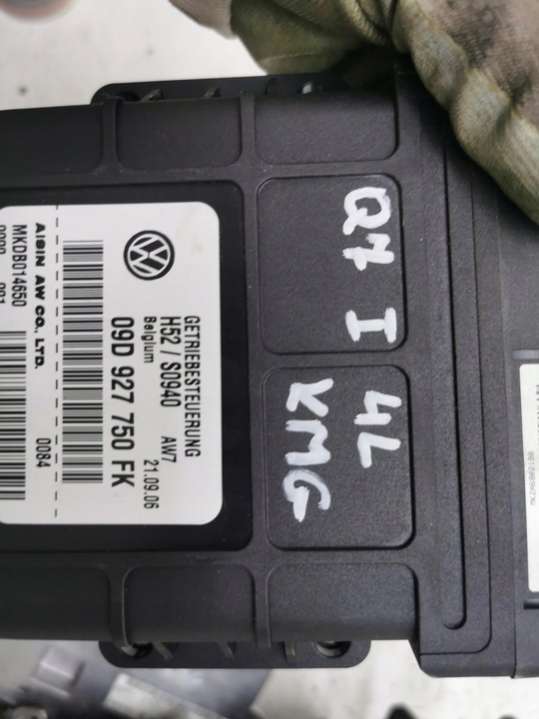 Q7 I
4L
KMG
GETRIEBESTEUERUNG
H52 / S0940 AW7
Belgium 21.09.06
09D 927 750 FK
AISIN AW CO., LTD. 0084
MKDB014650